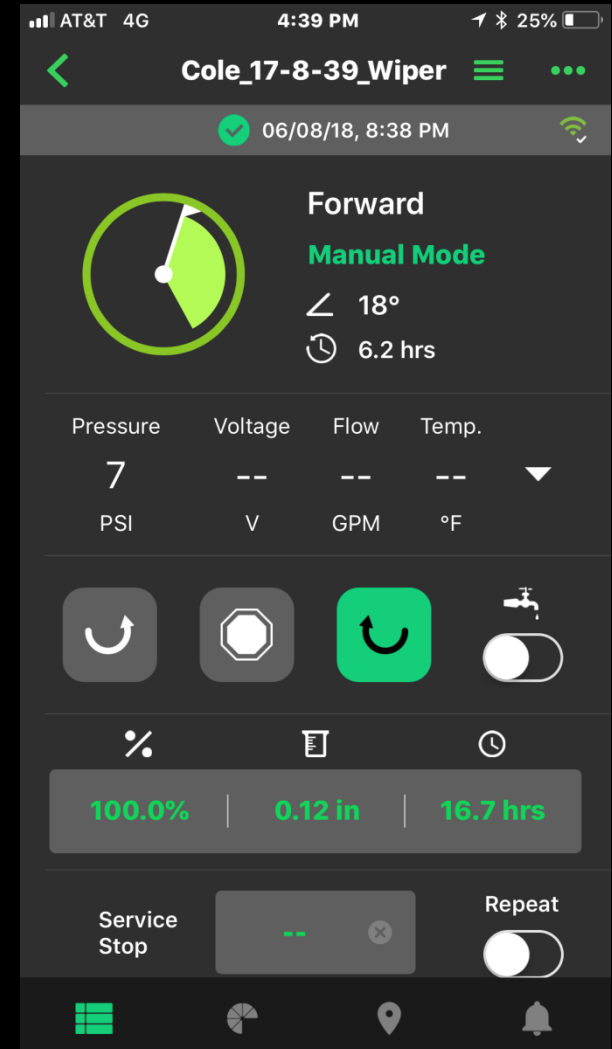 AT&T 4G 4:39 PM 25%
Cole_17-8-39_Wiper
06/08/18, 8:38 PM
Forward
Manual Mode
18°
6.2 hrs
Pressure Voltage Flow Temp.
7 -- -- --
PSI V GPM °F
%
100.0% 0.12 in 16.7 hrs
Service Stop -- Repeat